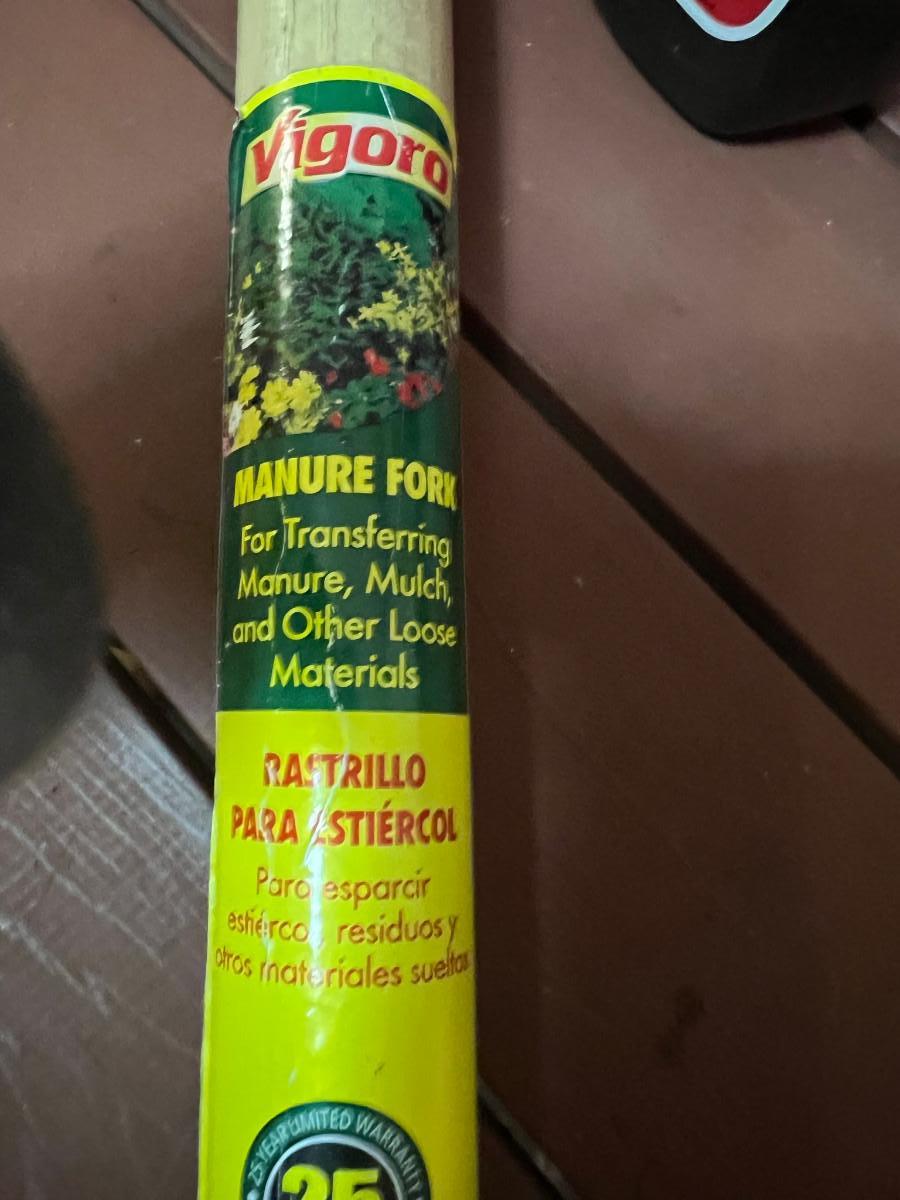 Vigoro
MANURE FORK
For Transferring
Manure, Mulch,
and Other Loose
Materials
RASTRILLO
PARA ESTIÉRCOL
Para esparcir
estiércol, residuos y
otros materiales sueltos
25 YEAR LIMITED WARRANTY
25